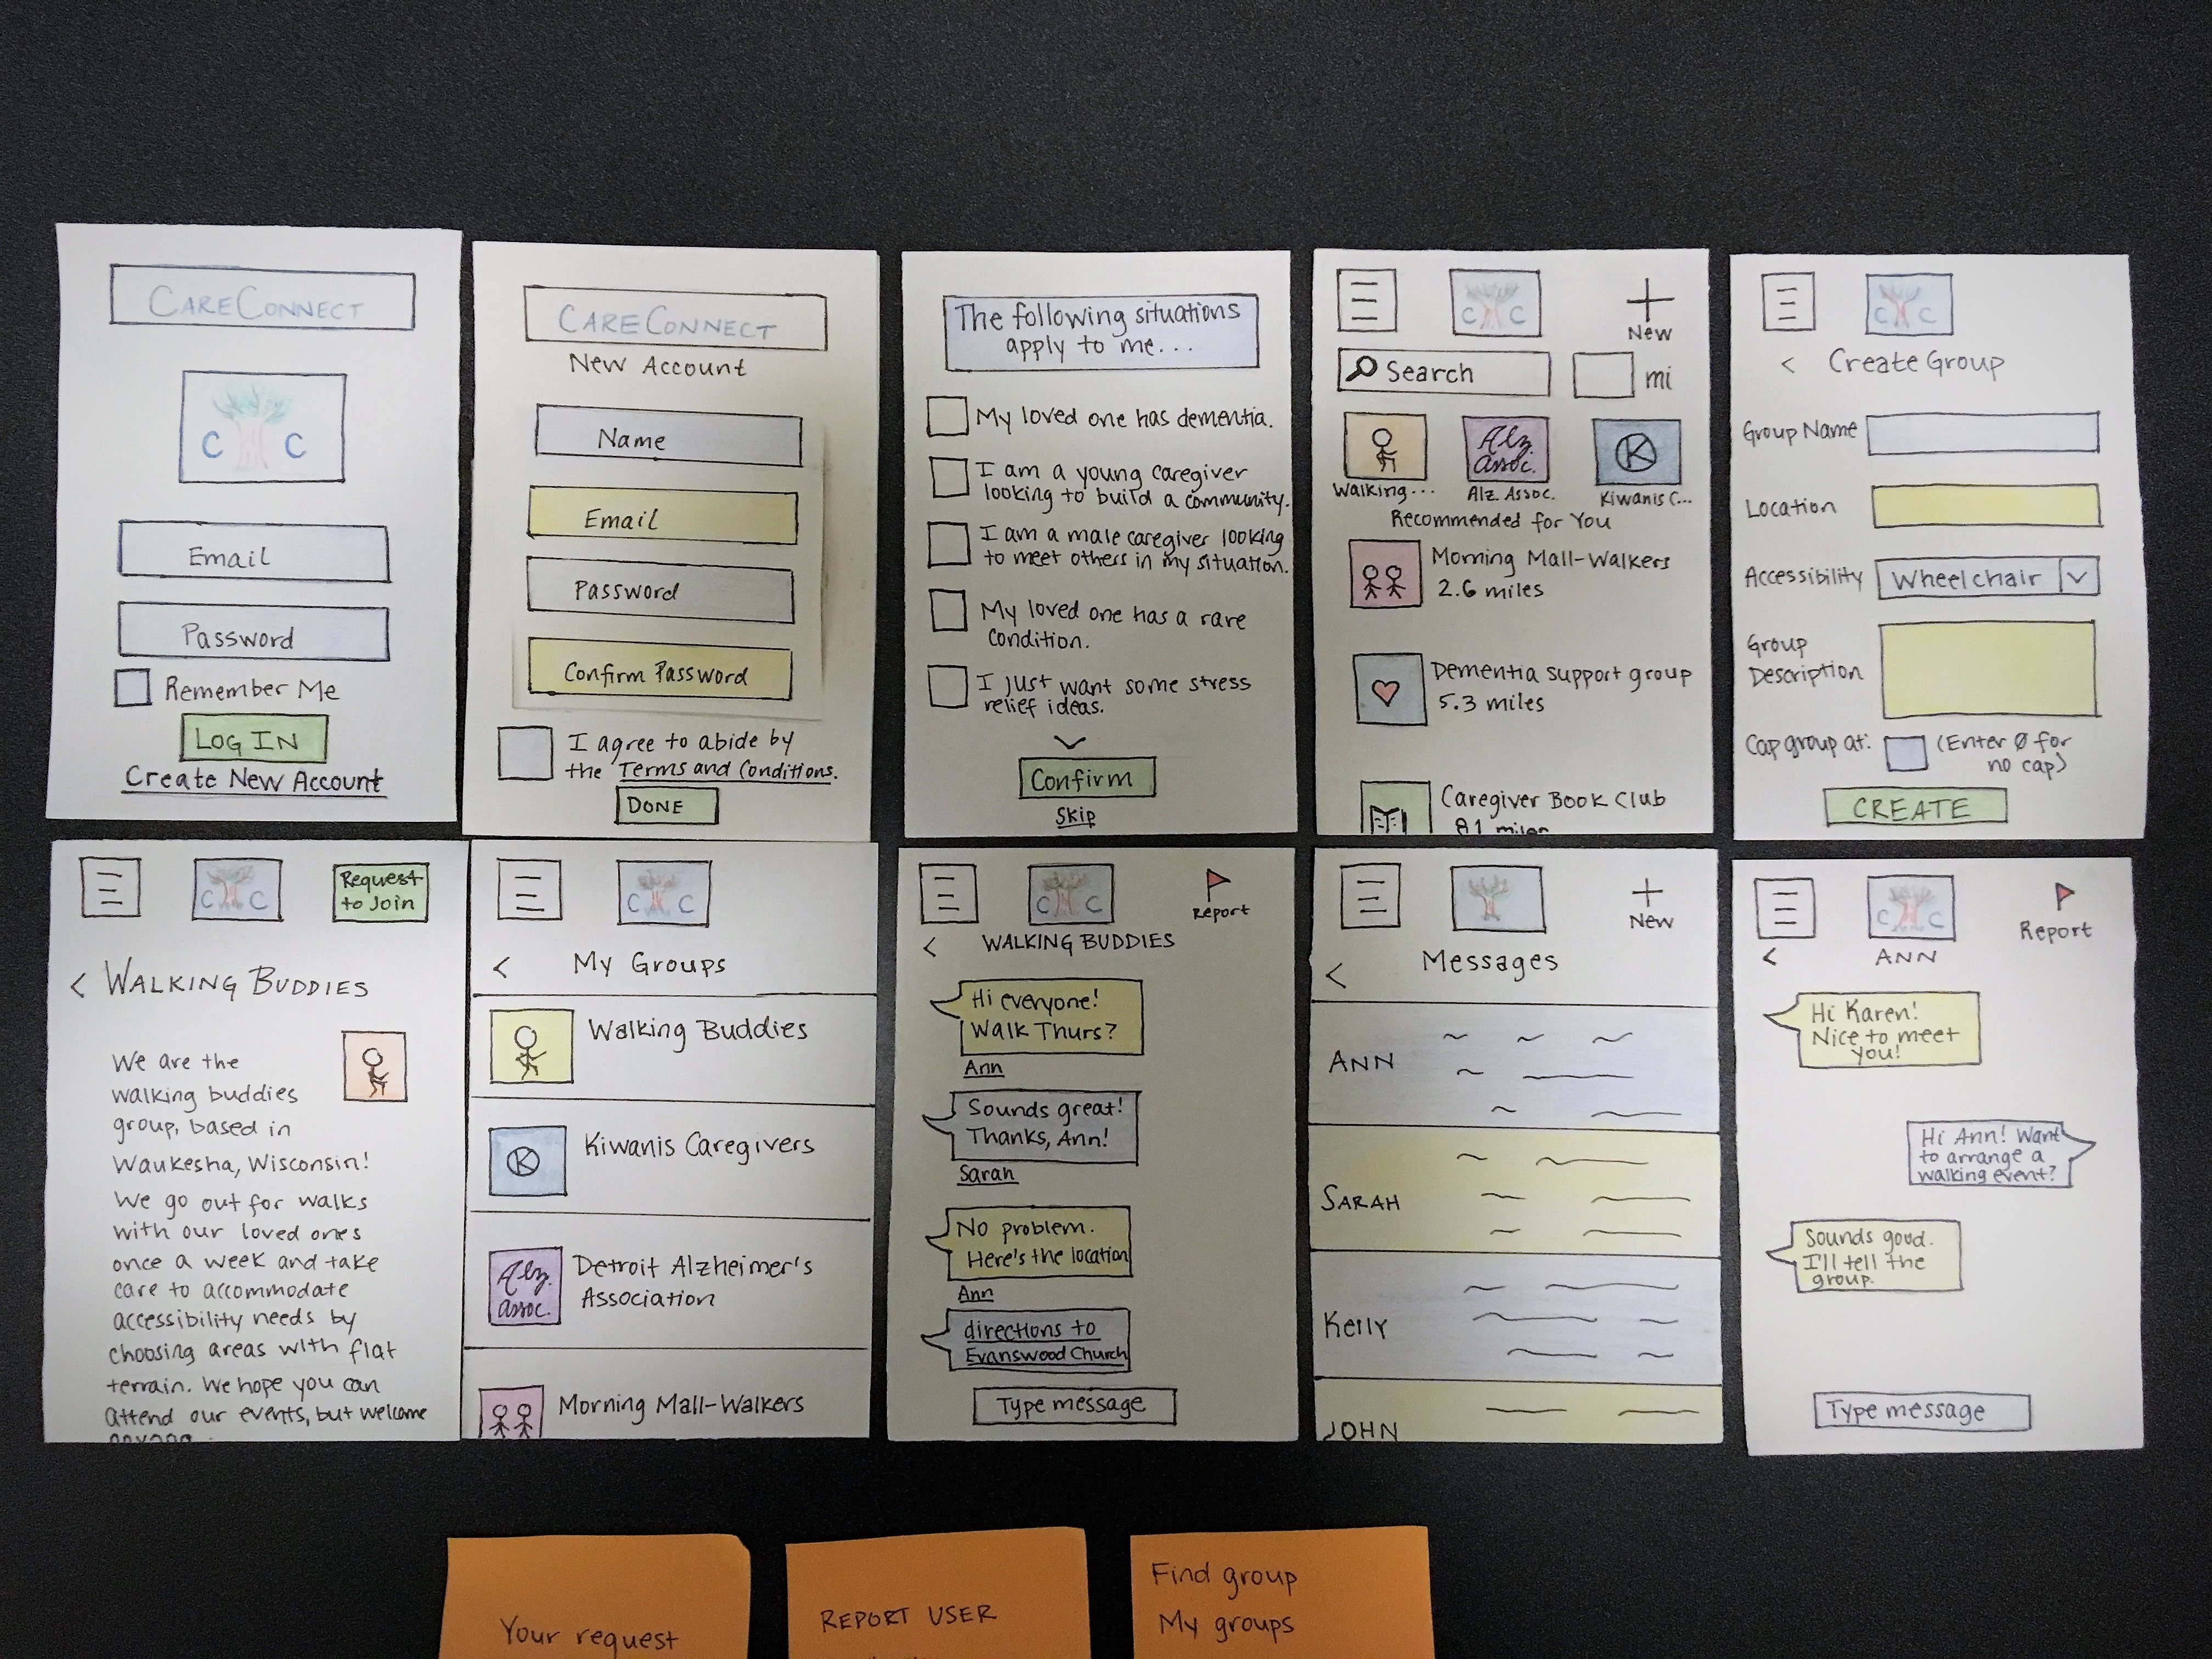 CARECONNECT
C C
Email
Password
Remember Me
LOG IN
Create New Account
CARECONNECT
New Account
Name
Email
Password
Confirm Password
I agree to abide by
the Terms and Conditions.
DONE
The following situations
apply to me...
My loved one has dementia.
I am a young caregiver
looking to build a community.
I am a male caregiver looking
to meet others in my situation.
My loved one has a rare
condition.
I just want some stress
relief ideas.
Confirm
Skip
C C
New
Search
mi
Alz.
assoc.
K
Walking...
Alz. Assoc.
Kiwanis C...
Recommended for You
Morning Mall-Walkers
2.6 miles
Dementia support group
5.3 miles
Caregiver Book Club
8.1 miles
C C
< Create Group
Group Name
Location
Accessibility
Wheelchair
Group
Description
Cap group at:
(Enter 0 for
no cap)
CREATE
C C
Request
to Join
< WALKING BUDDIES
We are the
walking buddies
group, based in
Waukesha, Wisconsin!
We go out for walks
with our loved ones
once a week and take
care to accommodate
accessibility needs by
choosing areas with flat
terrain. We hope you can
attend our events, but welcome
C C
< My Groups
Walking Buddies
K
Kiwanis Caregivers
Alz.
assoc.
Detroit Alzheimer's
Association
Morning Mall-Walkers
C C
Report
< WALKING BUDDIES
Hi everyone!
Walk Thurs?
Ann
Sounds great!
Thanks, Ann!
Sarah
No problem.
Here's the location
Ann
directions to
Evanswood Church
Type message
New
< Messages
ANN
SARAH
Kelly
JOHN
C C
Report
< ANN
Hi Karen!
Nice to meet
you!
Hi Ann! Want
to arrange a
walking event?
Sounds good.
I'll tell the
group.
Type message
Your request
REPORT USER
Find group
My groups